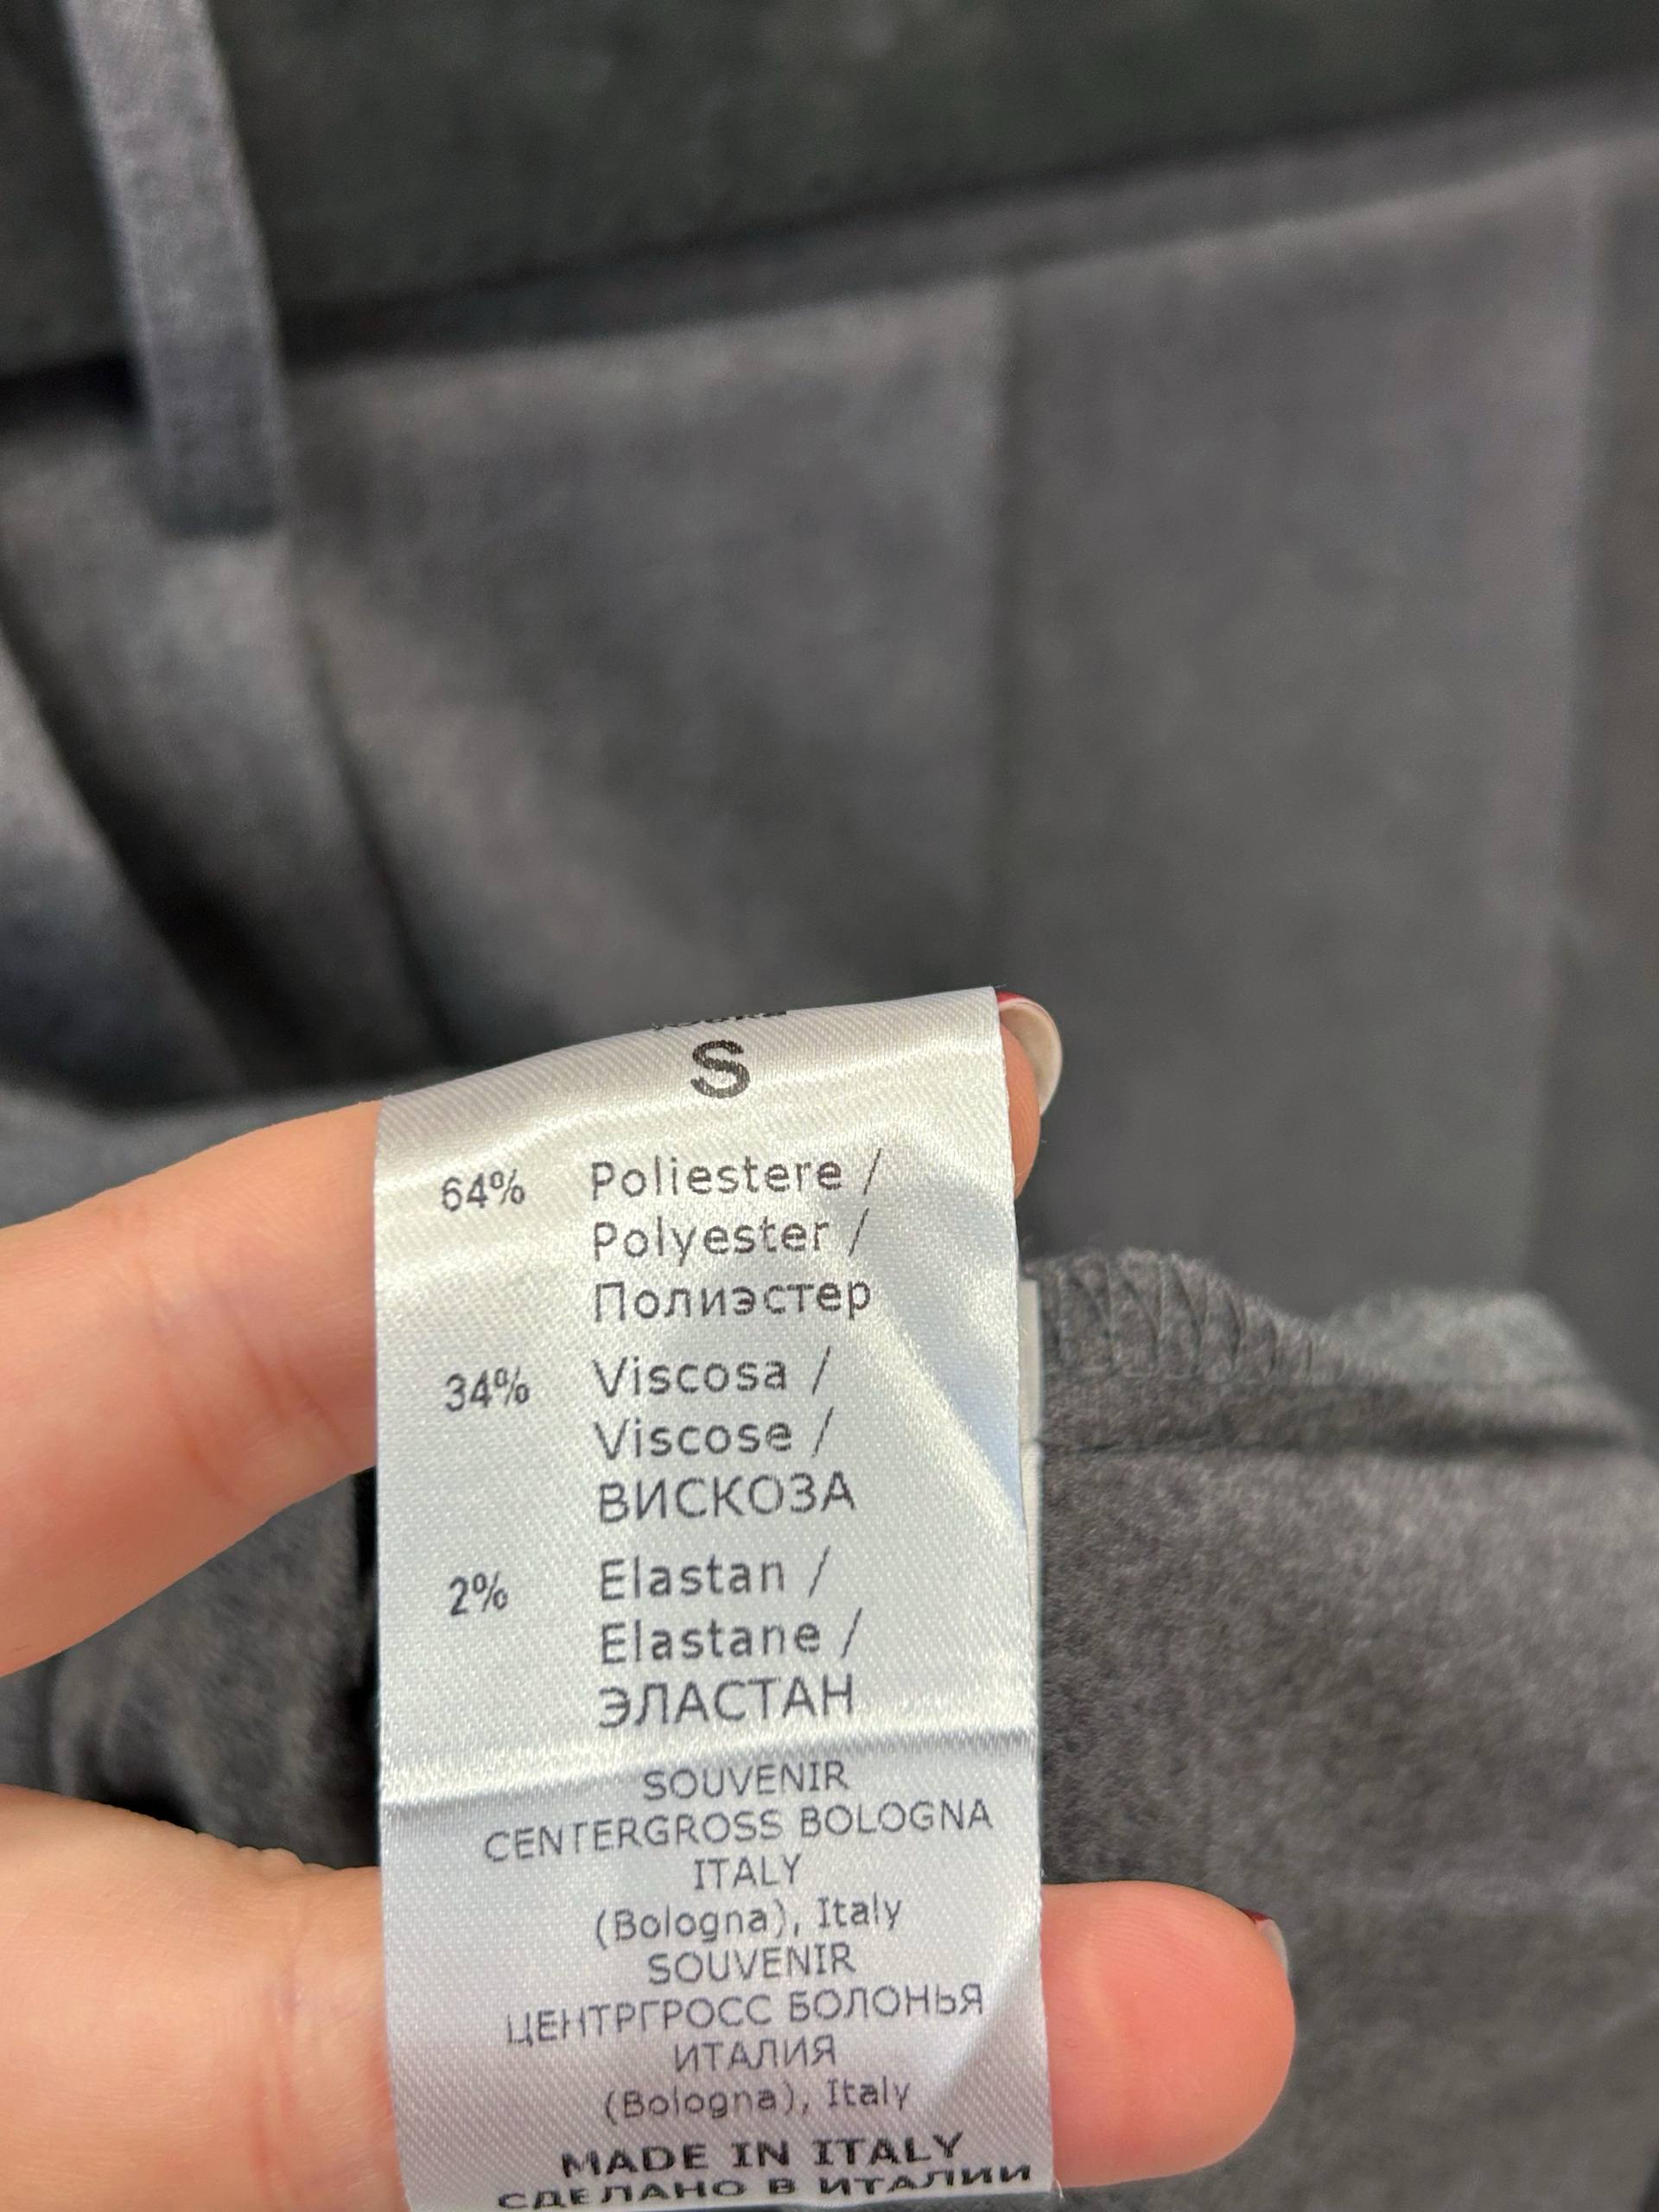 S
64% Poliestere /
Polyester /
Полиэстер
34% Viscosa /
Viscose /
ВИСКОЗА
2% Elastan /
Elastane /
ЭЛАСТАН
SOUVENIR
CENTERGROSS BOLOGNA
ITALY
(Bologna), Italy
SOUVENIR
ЦЕНТРГРОСС БОЛОНЬЯ
ИТАЛИЯ
(Bologna), Italy
MADE IN ITALY
СДЕЛАНО В ИТАЛИИ